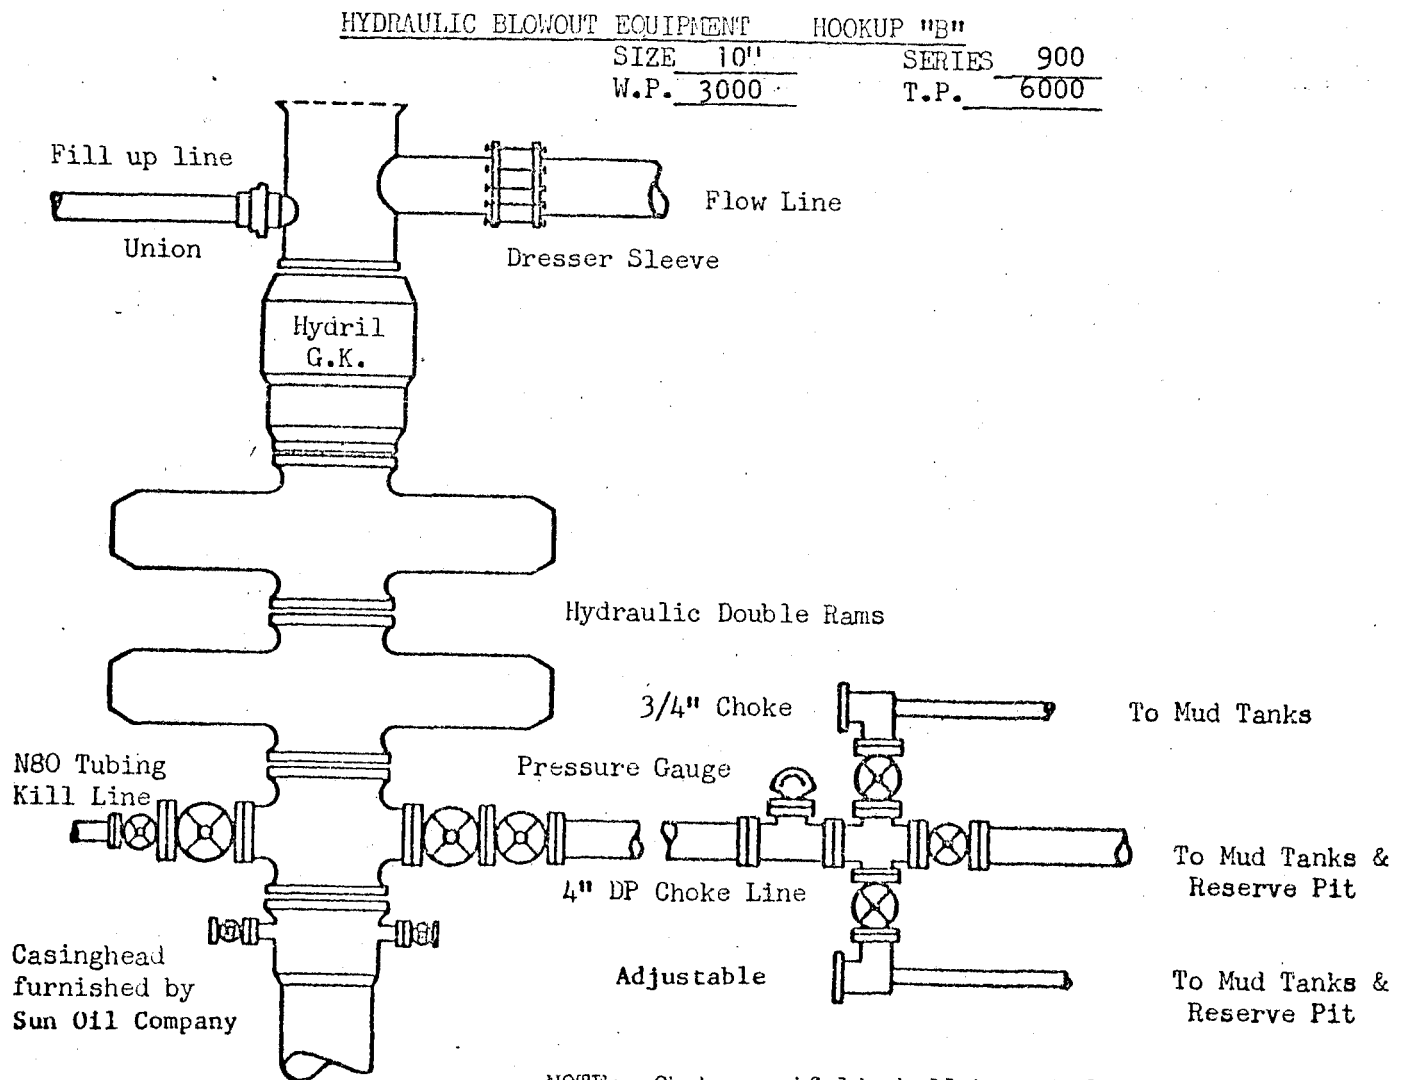 HYDRAULIC BLOWOUT EQUIPMENT HOOKUP "B"
SIZE 10" SERIES 900
W.P. 3000 T.P. 6000
Fill up line
Flow Line
Union
Dresser Sleeve
Hydril
G.K.
Hydraulic Double Rams
3/4" Choke
To Mud Tanks
N80 Tubing
Kill Line
Pressure Gauge
To Mud Tanks &
Reserve Pit
4" DP Choke Line
Casinghead
furnished by
Sun Oil Company
Adjustable
To Mud Tanks &
Reserve Pit